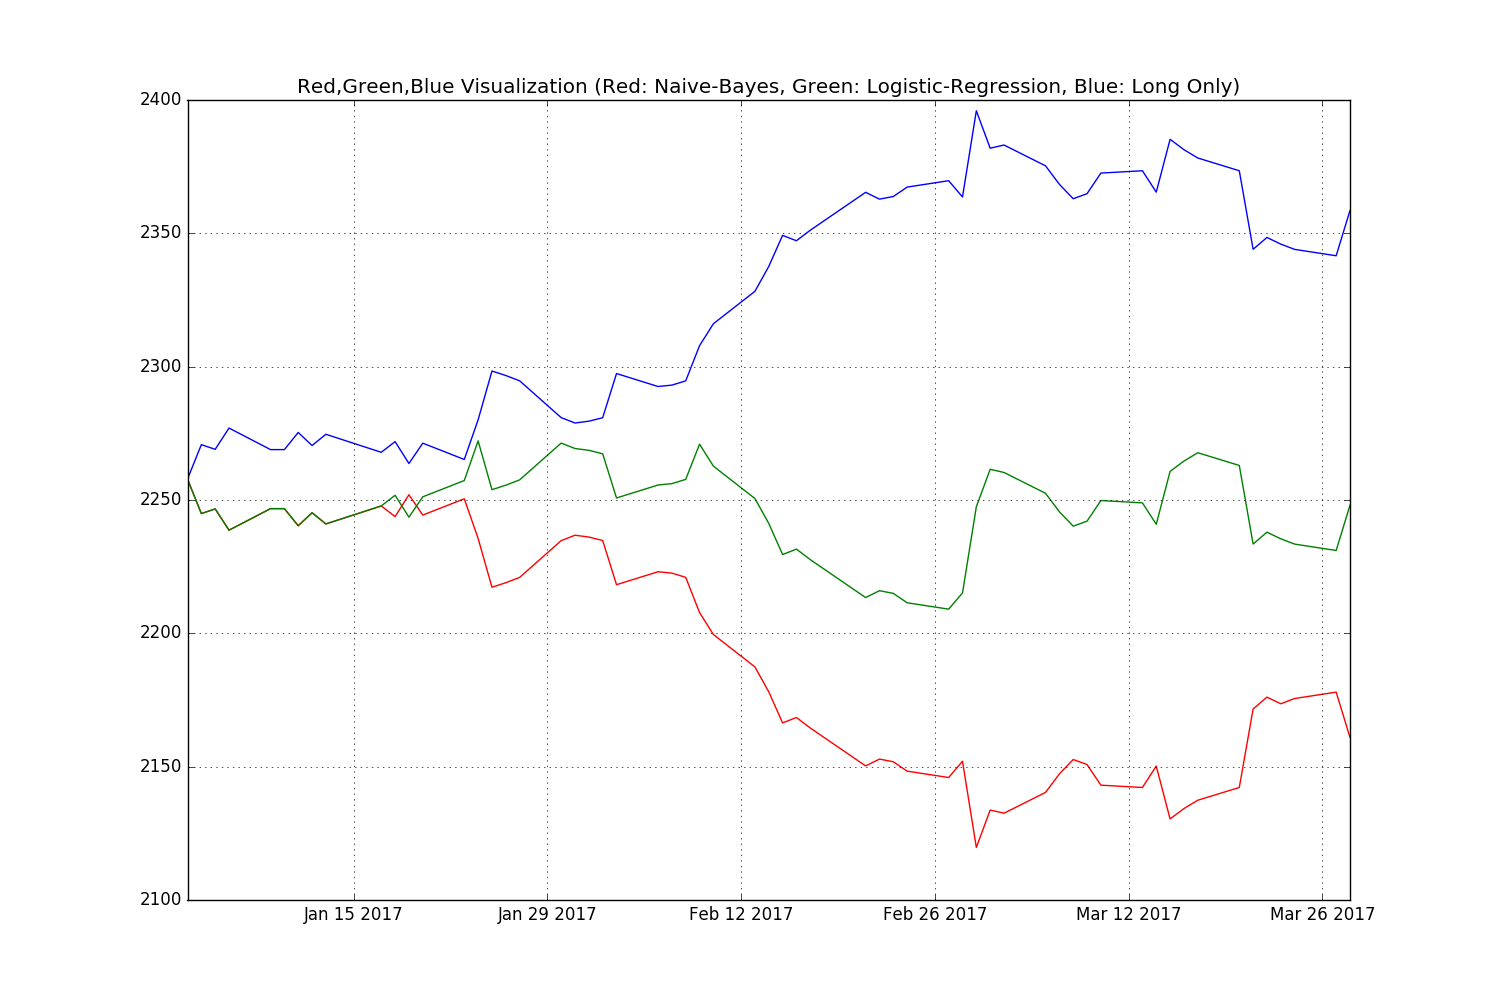 Red,Green,Blue Visualization (Red: Naive-Bayes, Green: Logistic-Regression, Blue: Long Only)
2400
2350
2300
2250
2200
2150
2100
Jan 15 2017
Jan 29 2017
Feb 12 2017
Feb 26 2017
Mar 12 2017
Mar 26 2017